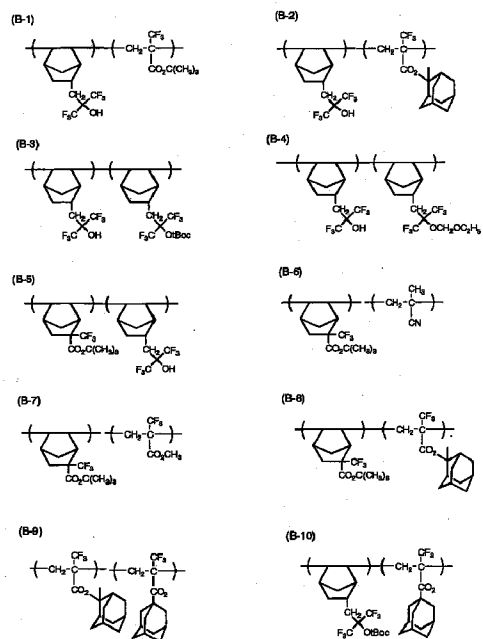 (B-1)
CF₃
CH₂-C
CO₂C(CH₃)₃
CH₂ CF₃
F₃C OH
(B-2)
CF₃
CH₂-C
CO₂
CH₂ CF₃
F₃C OH
(B-3)
CH₂ CF₃
F₃C OH
CH₂ CF₃
F₃C OtBoc
(B-4)
CH₂ CF₃
F₃C OH
CH₂ CF₃
F₃C OCH₂OC₂H₅
(B-5)
CF₃
CO₂C(CH₃)₃
CH₂ CF₃
F₃C OH
(B-6)
CH₃
CH₂-C
CN
CF₃
CO₂C(CH₃)₃
(B-7)
CF₃
CH₂-C
CO₂CH₃
CF₃
CO₂C(CH₃)₃
(B-8)
CF₃
CH₂-C
CO₂
CF₃
CO₂C(CH₃)₃
(B-9)
CF₃
CH₂-C
CO₂
CF₃
CH₂-C
CO₂
(B-10)
CF₃
CH₂-C
CO₂
CH₂ CF₃
F₃C OtBoc